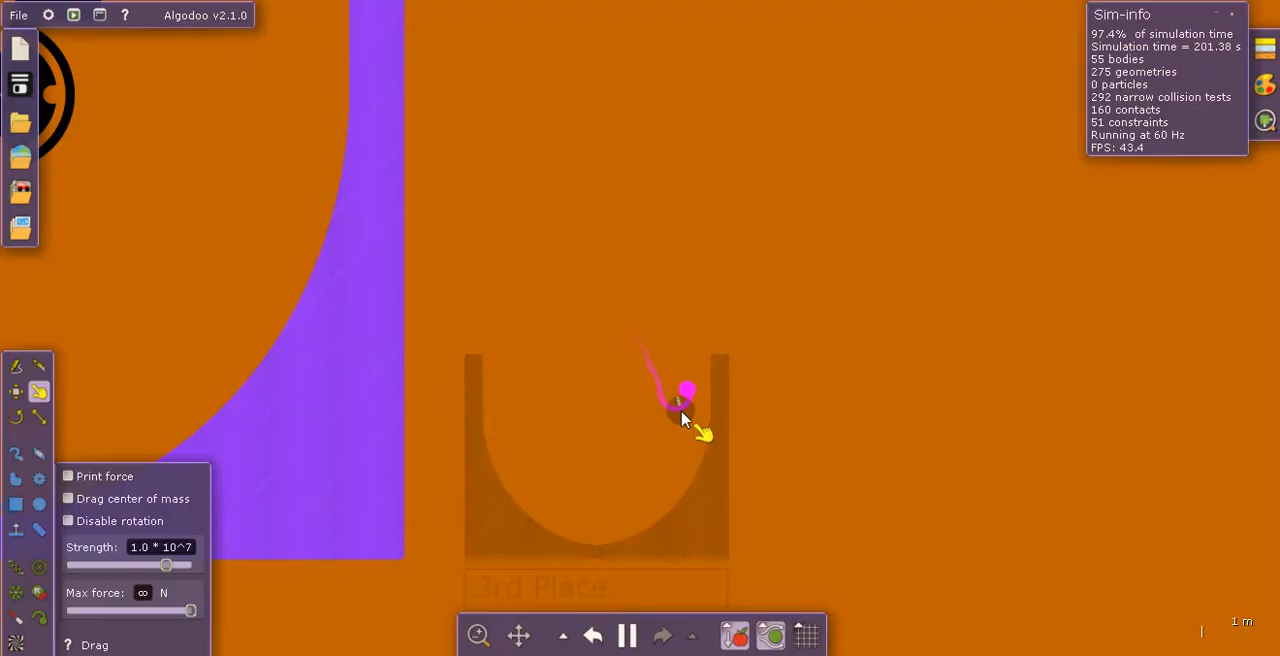 File ? Algodoo v2.1.0
Sim-info
97.4% of simulation time
Simulation time = 201.38 s
55 bodies
275 geometries
0 particles
292 narrow collision tests
160 contacts
51 constraints
Running at 60 Hz
FPS: 43.4
Print force
Drag center of mass
Disable rotation
Strength: 1.0 * 10^7
Max force: ∞ N
? Drag
3rd Place:
1 m